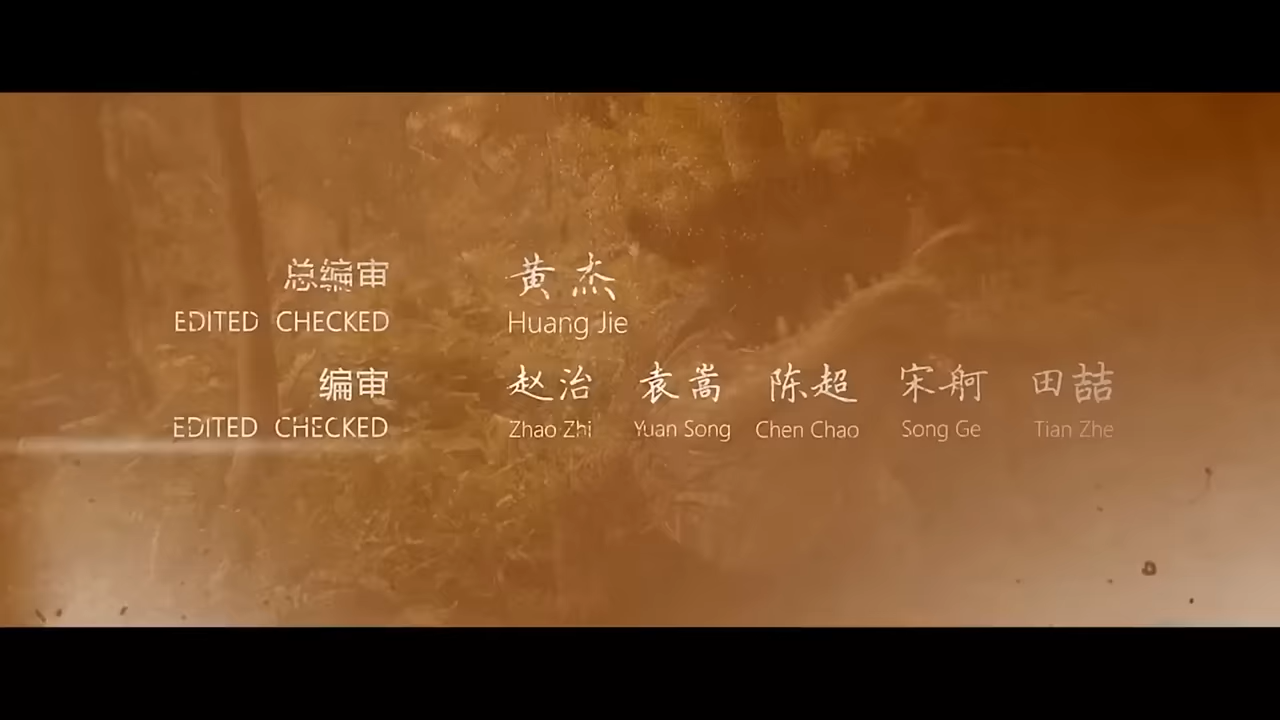 总编审 黄杰
EDITED CHECKED Huang Jie
编审 赵治 袁嵩 陈超 宋舸 田喆
EDITED CHECKED Zhao Zhi Yuan Song Chen Chao Song Ge Tian Zhe